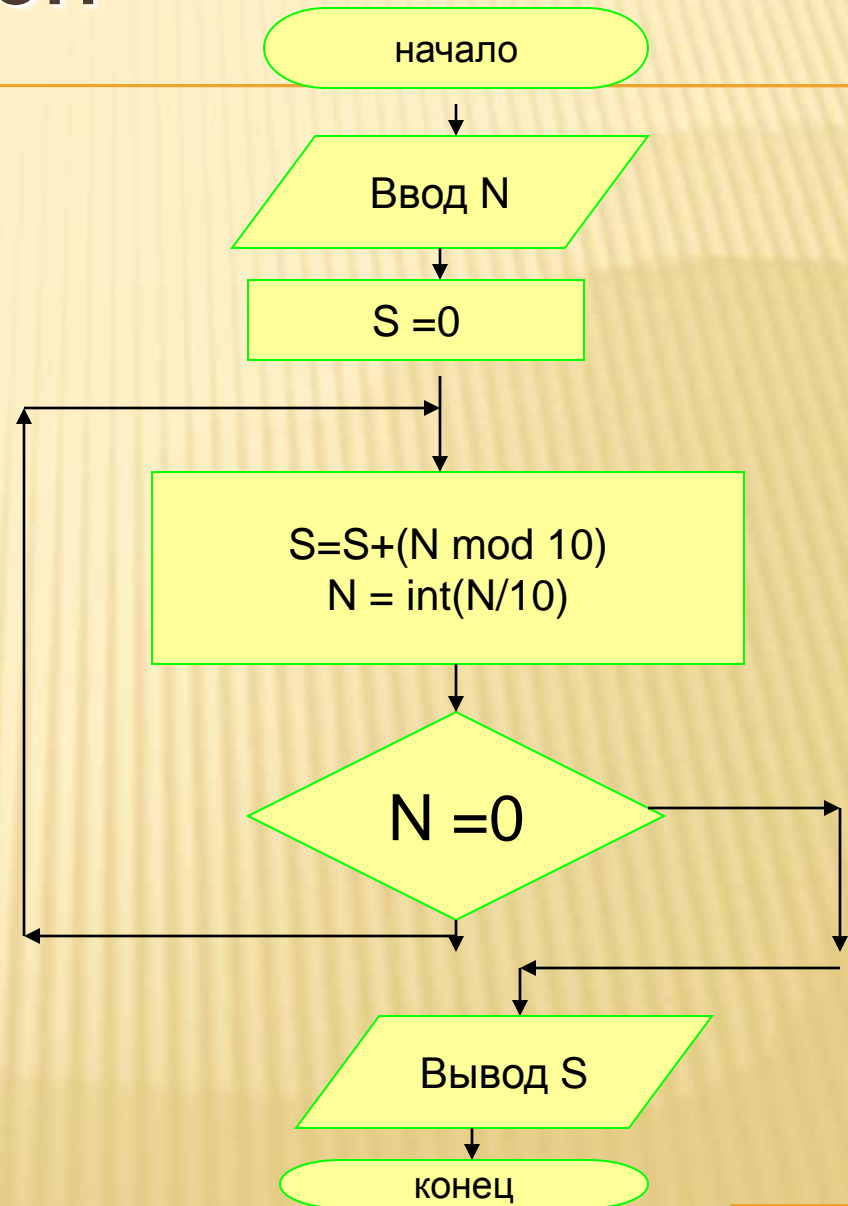 начало
Ввод N
S =0
S=S+(N mod 10)
N = int(N/10)
N =0
Вывод S
конец